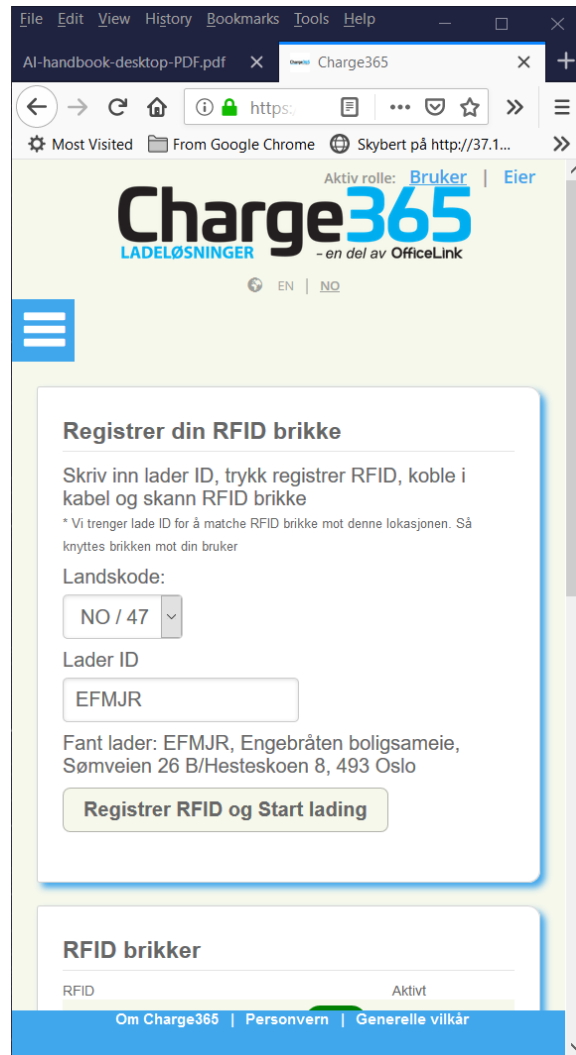 File Edit View History Bookmarks Tools Help
AI-handbook-desktop-PDF.pdf Charge365
https:
Most Visited From Google Chrome Skybert på http://37.1...
Aktiv rolle: Bruker | Eier
Charge365
LADELØSNINGER - en del av OfficeLink
EN | NO
Registrer din RFID brikke
Skriv inn lader ID, trykk registrer RFID, koble i
kabel og skann RFID brikke
* Vi trenger lade ID for å matche RFID brikke mot denne lokasjonen. Så
knyttes brikken mot din bruker
Landskode:
NO / 47
Lader ID
EFMJR
Fant lader: EFMJR, Engebråten boligsameie,
Sømveien 26 B/Hesteskoen 8, 493 Oslo
Registrer RFID og Start lading
RFID brikker
RFID Aktivt
Om Charge365 | Personvern | Generelle vilkår